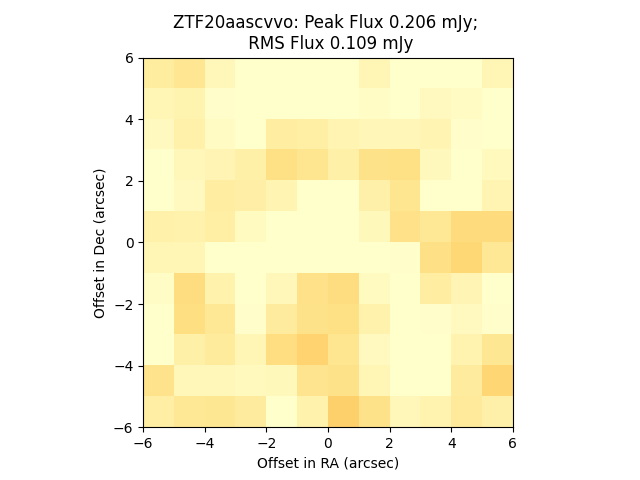 ZTF20aascvvo: Peak Flux 0.206 mJy;
RMS Flux 0.109 mJy
6
4
2
0
−2
−4
−6
Offset in Dec (arcsec)
−6 −4 −2 0 2 4 6
Offset in RA (arcsec)